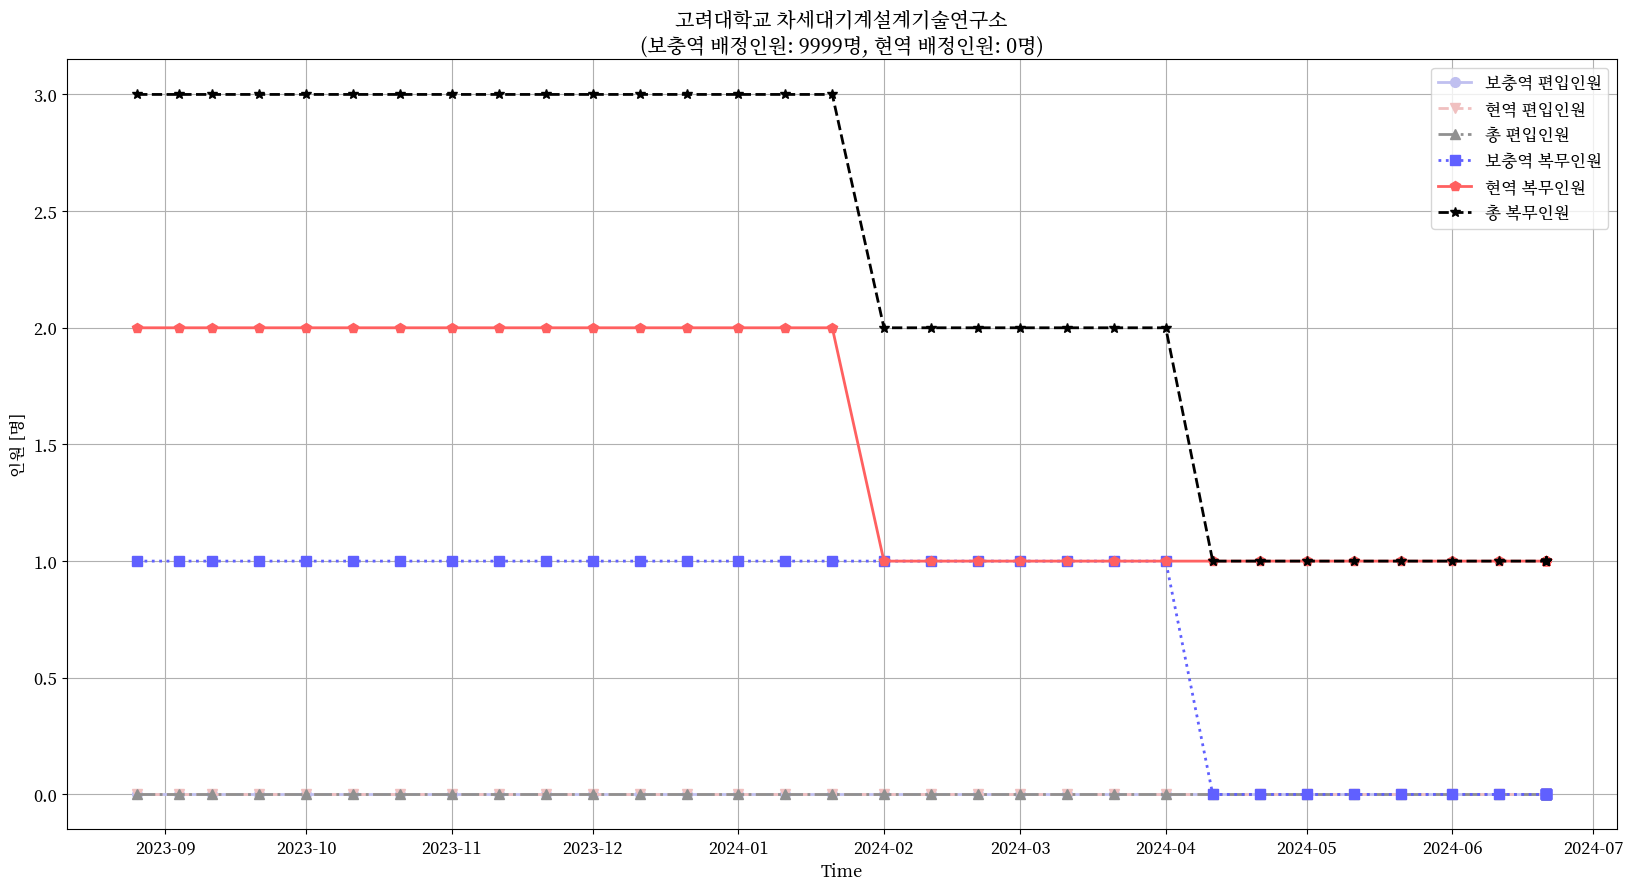 고려대학교 차세대기계설계기술연구소
(보충역 배정인원: 9999명, 현역 배정인원: 0명)
보충역 편입인원
현역 편입인원
총 편입인원
보충역 복무인원
현역 복무인원
총 복무인원
인원 [명]
3.0
2.5
2.0
1.5
1.0
0.5
0.0
2023-09 2023-10 2023-11 2023-12 2024-01 2024-02 2024-03 2024-04 2024-05 2024-06 2024-07
Time